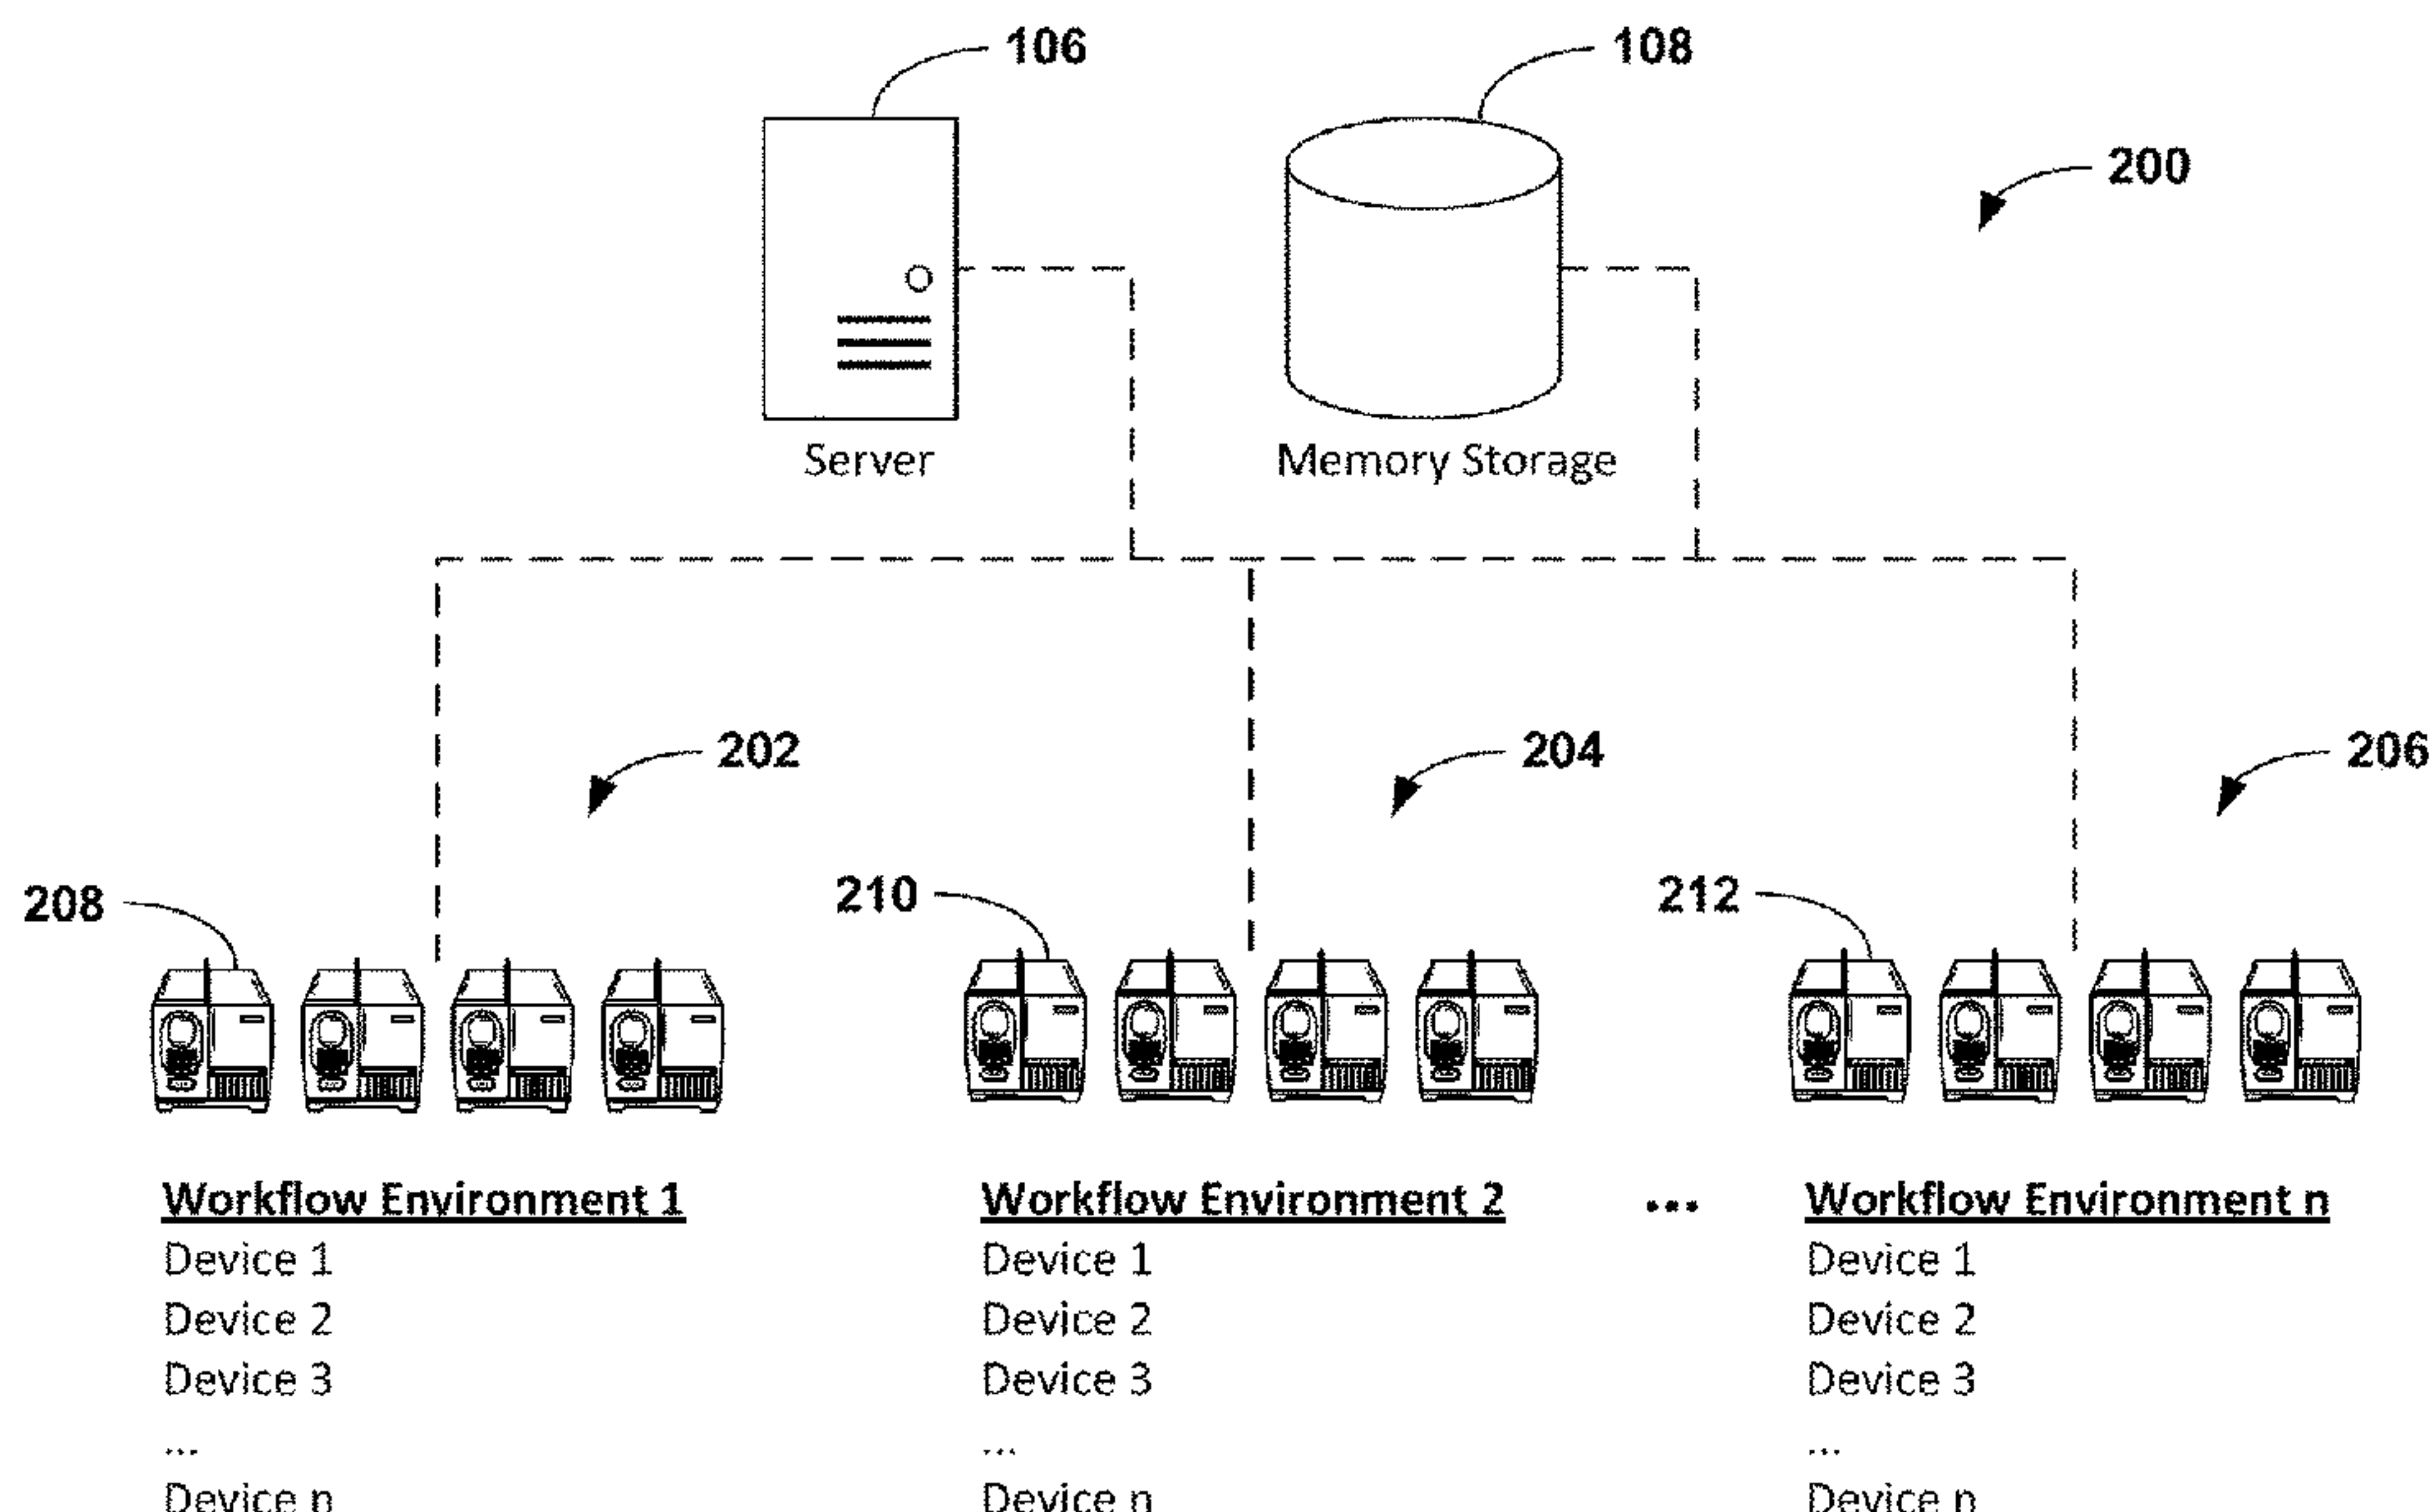 106
108
200
Server
Memory Storage
202
204
206
208
210
212
Workflow Environment 1
Device 1
Device 2
Device 3
...
Device n
Workflow Environment 2
Device 1
Device 2
Device 3
...
Device n
...
Workflow Environment n
Device 1
Device 2
Device 3
...
Device n